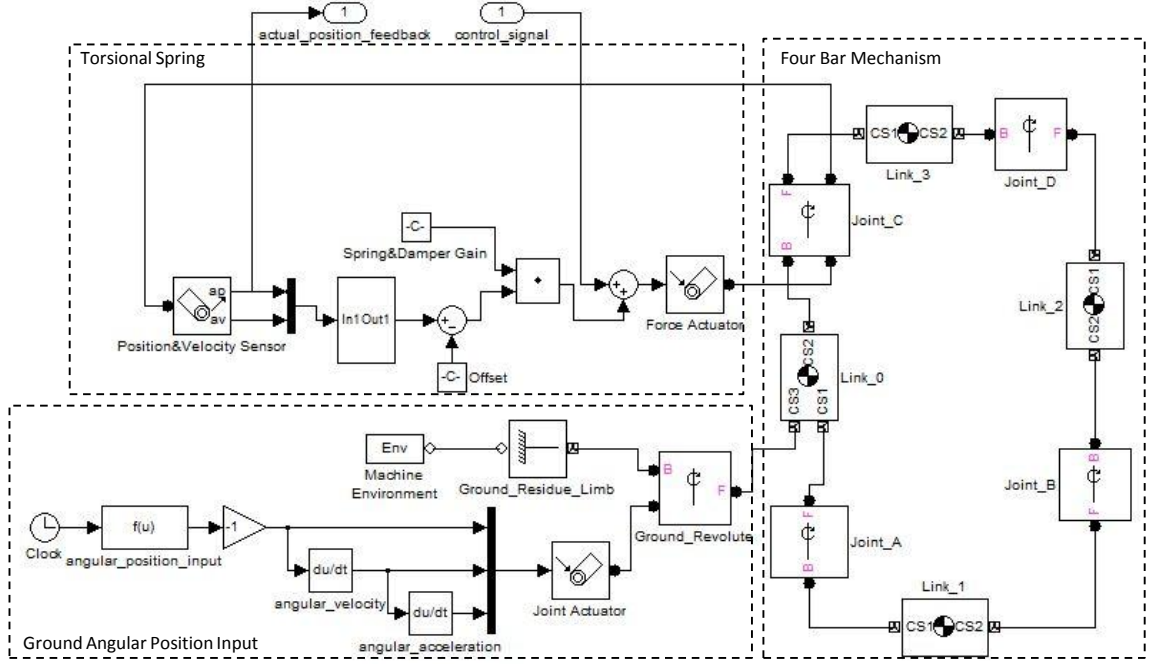 1
1
actual_position_feedback
control_signal
Torsional Spring
Four Bar Mechanism
CS1
CS2
B
F
Link_3
Joint_D
F
B
Joint_C
-C-
Spring&Damper Gain
ap
av
Position&Velocity Sensor
In1Out1
+
-
-C-
Offset
+
+
Force Actuator
CS1
CS2
Link_2
CS2
CS3
CS1
Link_0
Env
Machine
Environment
Ground_Residue_Limb
B
F
Ground_Revolute
B
F
Joint_B
F
B
Joint_A
Clock
f(u)
angular_position_input
-1
du/dt
angular_velocity
du/dt
angular_acceleration
Joint Actuator
Link_1
CS1
CS2
Ground Angular Position Input